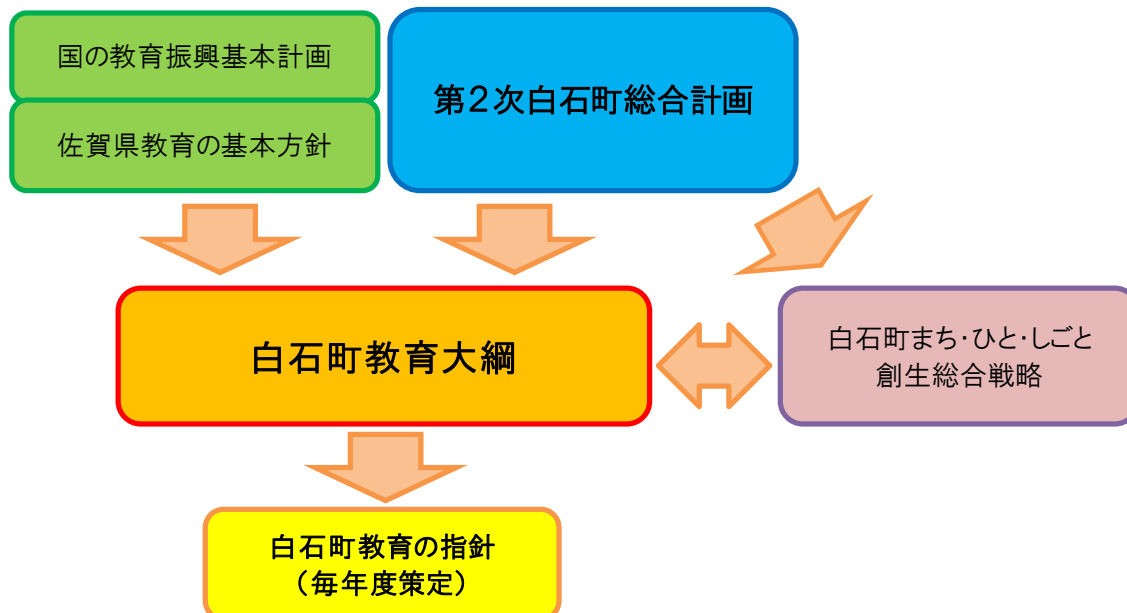 国の教育振興基本計画
佐賀県教育の基本方針
第2次白石町総合計画
白石町教育大綱
白石町まち・ひと・しごと
創生総合戦略
白石町教育の指針
（毎年度策定）